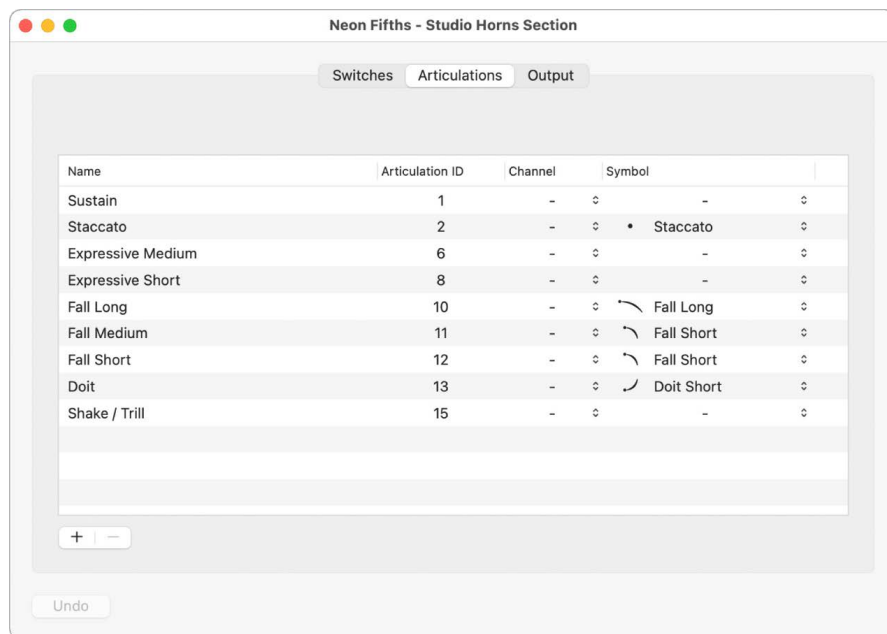 Neon Fifths - Studio Horns Section
Switches Articulations Output
Name Articulation ID Channel Symbol
Sustain 1 - -
Staccato 2 - Staccato
Expressive Medium 6 - -
Expressive Short 8 - -
Fall Long 10 - Fall Long
Fall Medium 11 - Fall Short
Fall Short 12 - Fall Short
Doit 13 - Doit Short
Shake / Trill 15 - -
+ −
Undo